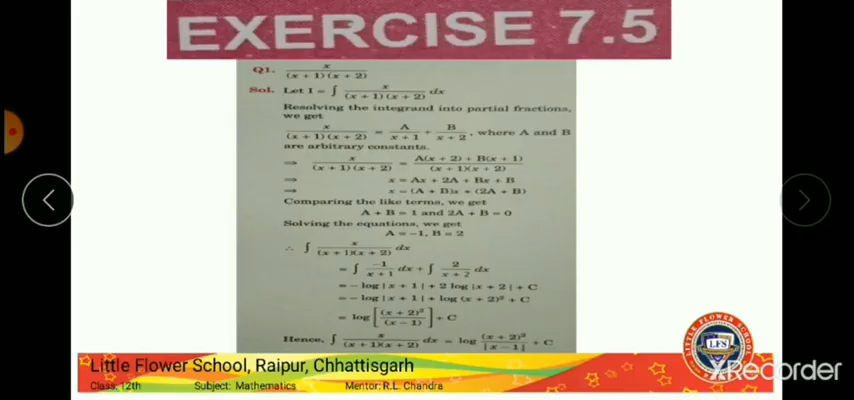 EXERCISE 7.5
Q1. x/((x + 1)(x + 2))
Sol. Let I = ∫ x/((x + 1)(x + 2)) dx
Resolving the integrand into partial fractions,
we get
x/((x + 1)(x + 2)) = A/(x + 1) + B/(x + 2), where A and B
are arbitrary constants.
⇒ x/((x + 1)(x + 2)) = (A(x + 2) + B(x + 1))/((x + 1)(x + 2))
⇒ x = Ax + 2A + Bx + B
⇒ x = (A + B)x + (2A + B)
Comparing the like terms, we get
A + B = 1 and 2A + B = 0
Solving the equations, we get
A = –1, B = 2
∴ ∫ x/((x + 1)(x + 2)) dx
= ∫ –1/(x + 1) dx + ∫ 2/(x + 2) dx
= – log |x + 1| + 2 log |x + 2| + C
= – log |x + 1| + log (x + 2)² + C
= log [(x + 2)²/(x – 1)] + C
Hence, ∫ x/((x + 1)(x + 2)) dx = log (x + 2)²/|x – 1| + C
LITTLE FLOWER SCHOOL
LFS
XRecorder
Little Flower School, Raipur, Chhattisgarh
Class: 12th Subject: Mathematics Mentor: R.L. Chandra